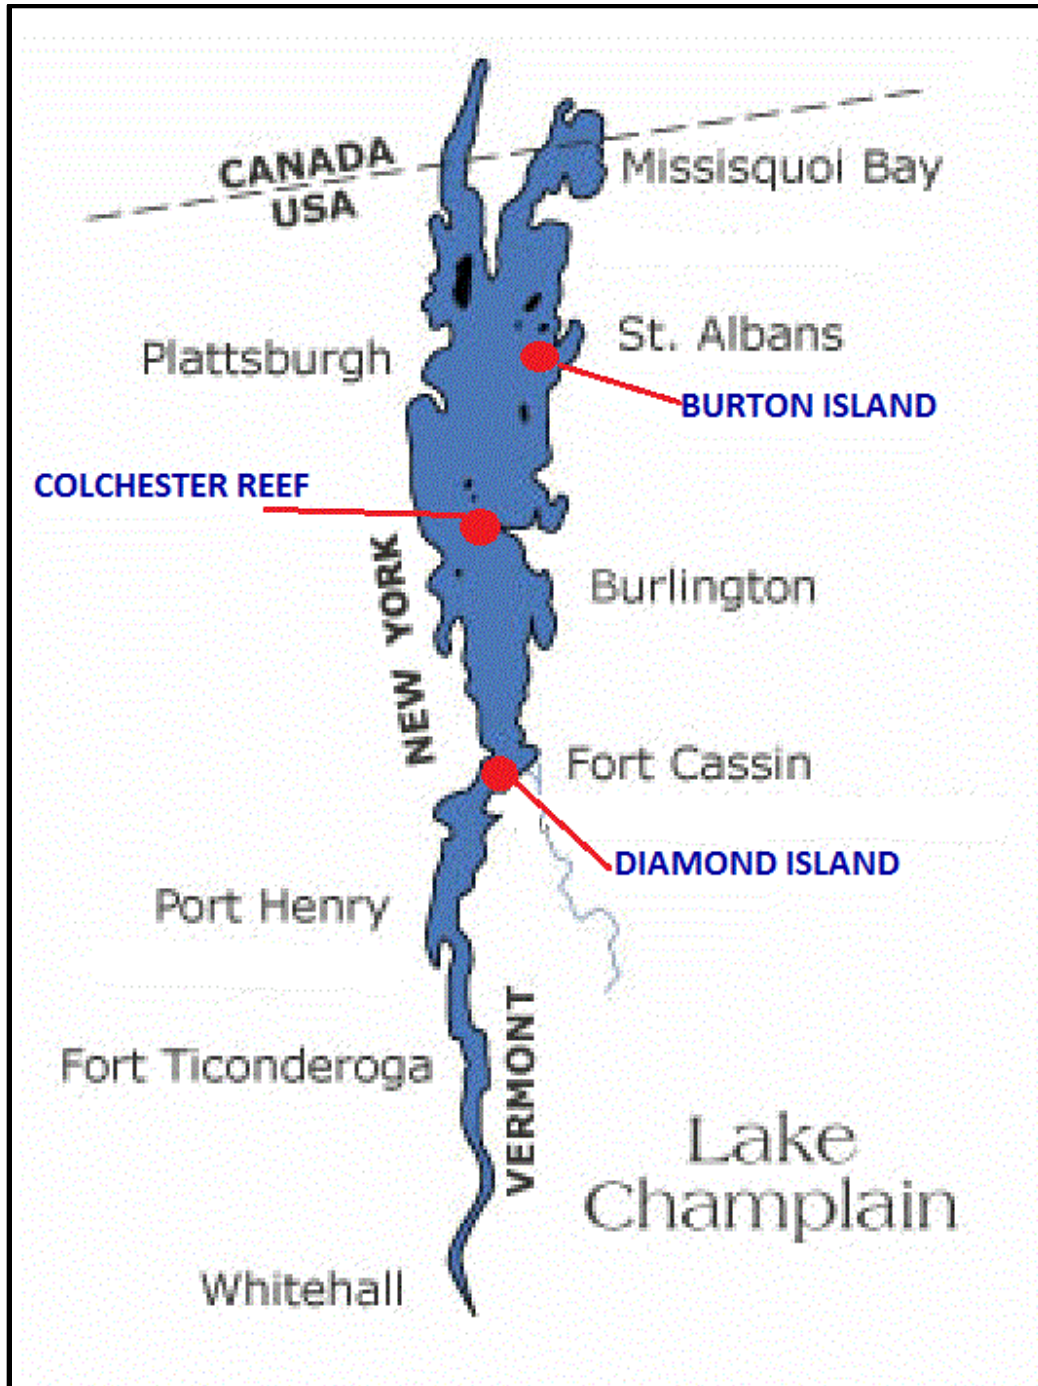 CANADA
USA
Missisquoi Bay
St. Albans
Plattsburgh
BURTON ISLAND
COLCHESTER REEF
NEW YORK
Burlington
Fort Cassin
DIAMOND ISLAND
Port Henry
VERMONT
Fort Ticonderoga
Lake
Champlain
Whitehall